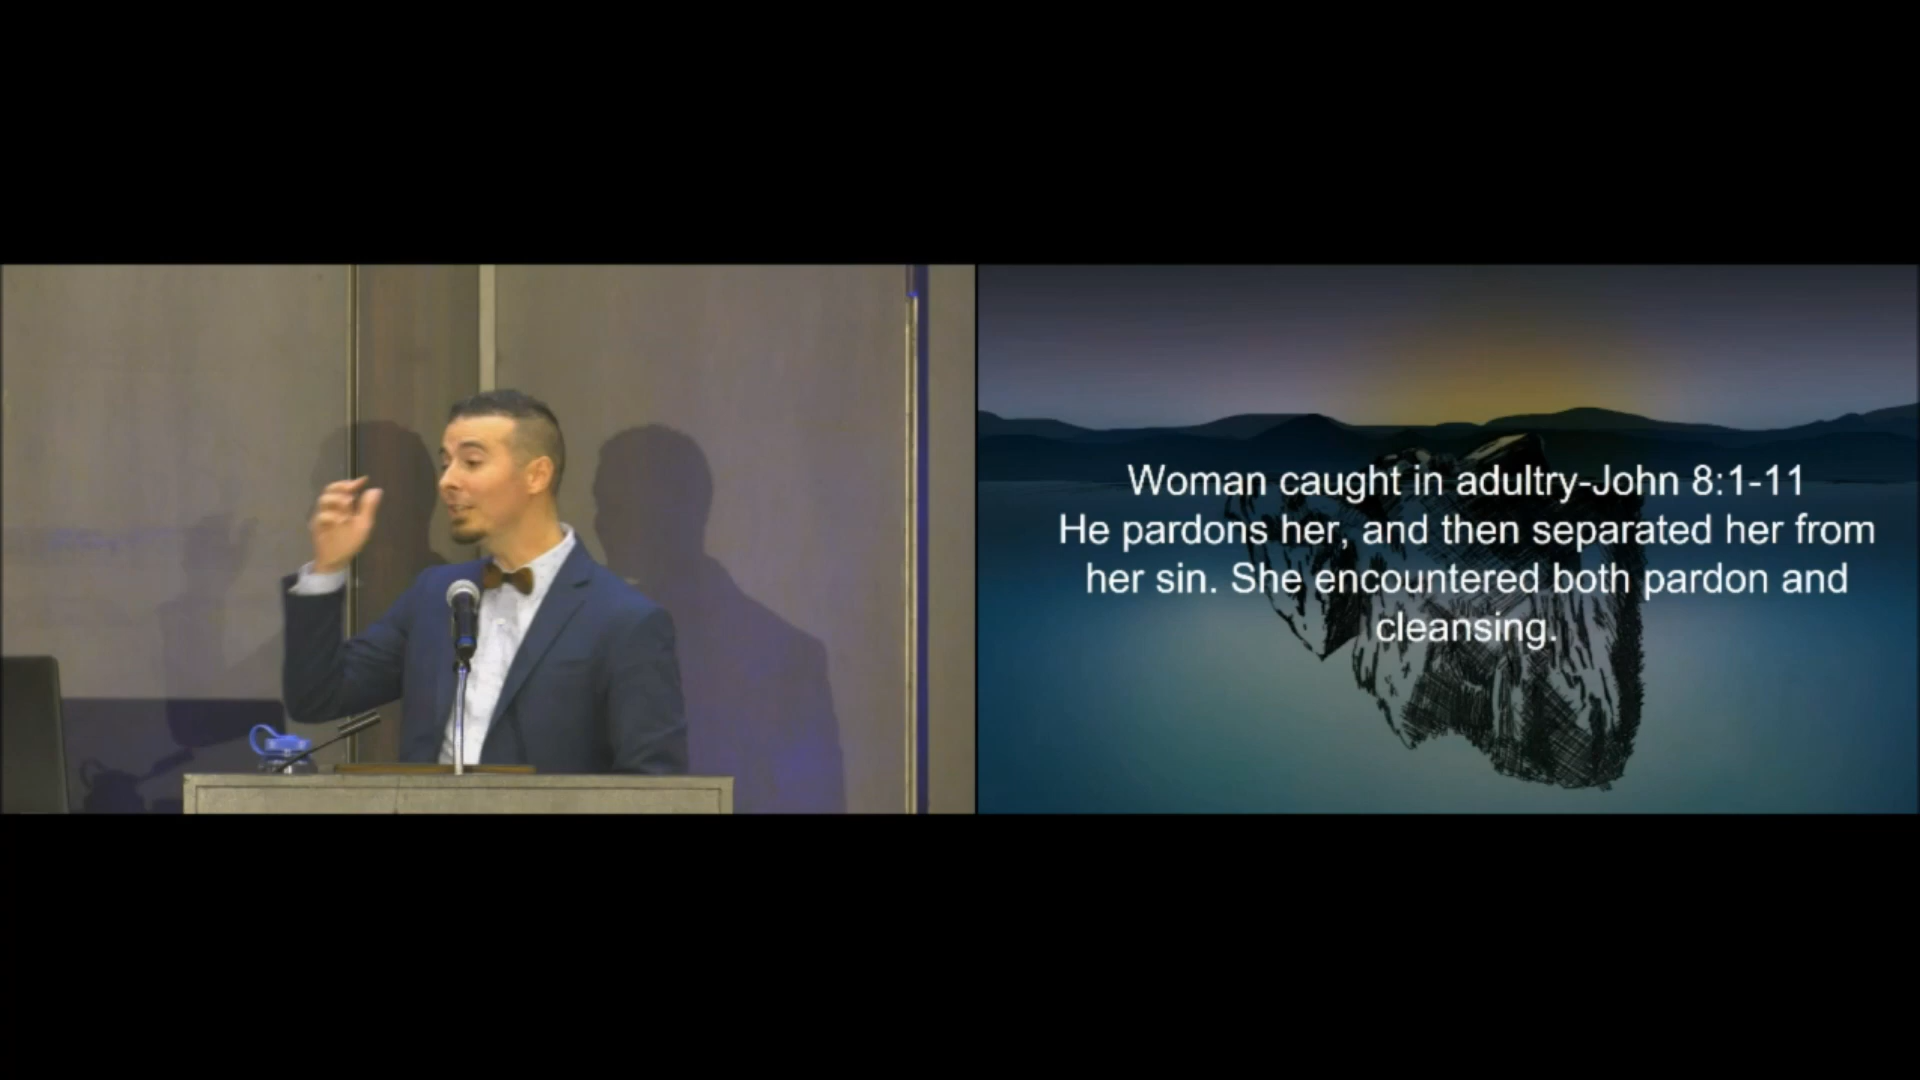 Woman caught in adultry-John 8:1-11
He pardons her, and then separated her from
her sin. She encountered both pardon and
cleansing.